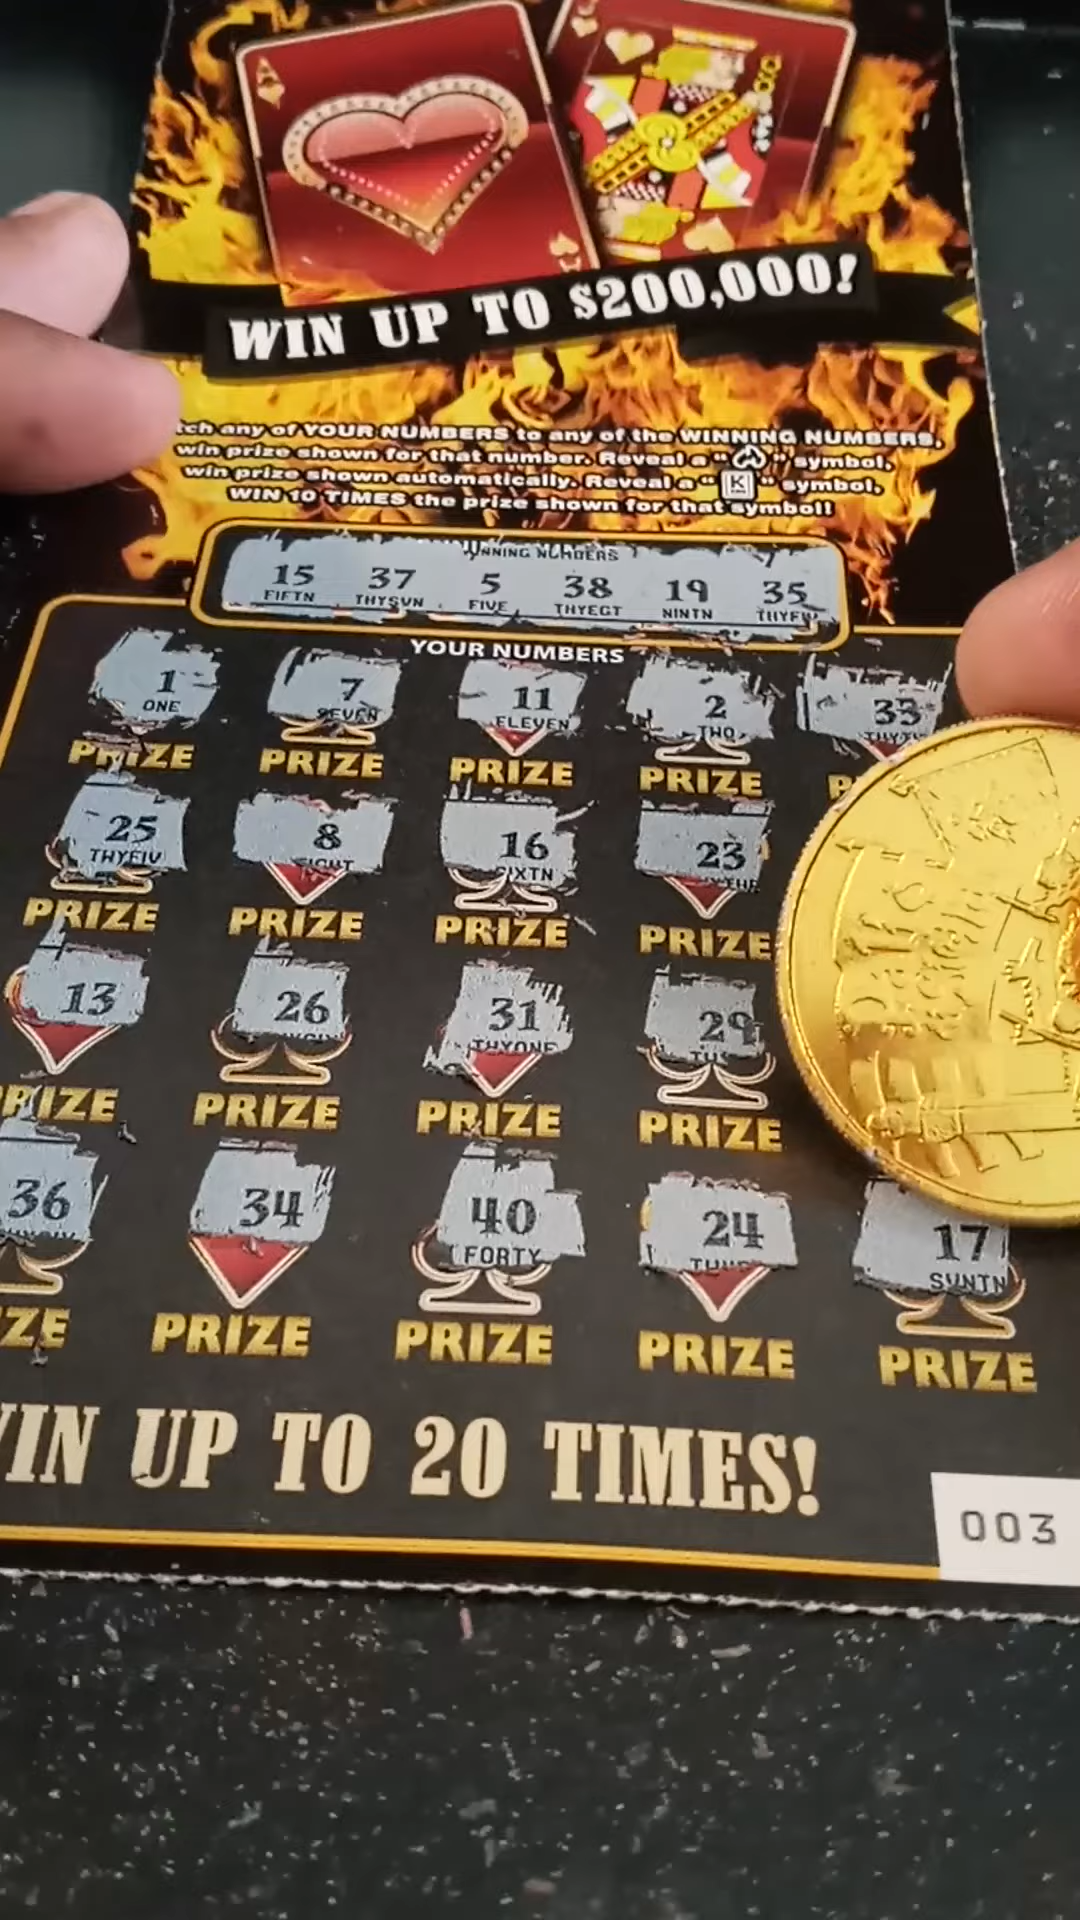 WIN UP TO $200,000!
tch any of YOUR NUMBERS to any of the WINNING NUMBERS,
win prize shown for that number. Reveal a " " symbol,
win prize shown automatically. Reveal a " K " symbol,
WIN 10 TIMES the prize shown for that symbol!
NUMBERS
15 37 5 38 19 35
FIFTN THYSVN FIVE THYEGT NINTN
YOUR NUMBERS
1 7 11 2 33
ONE SEVEN ELEVEN TWO
PRIZE PRIZE PRIZE PRIZE
25 8 16 23
PRIZE PRIZE PRIZE PRIZE
13 26 31 29
THYONE
RIZE PRIZE PRIZE PRIZE
36 34 40 24 17
FORTY SVNTN
ZE PRIZE PRIZE PRIZE PRIZE
IN UP TO 20 TIMES!
003